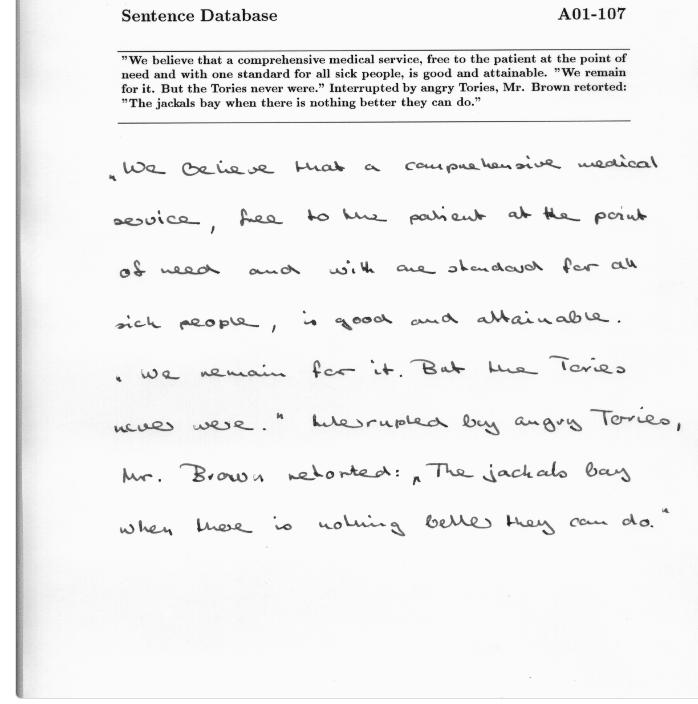 Sentence Database A01-107
"We believe that a comprehensive medical service, free to the patient at the point of
need and with one standard for all sick people, is good and attainable. "We remain
for it. But the Tories never were." Interrupted by angry Tories, Mr. Brown retorted:
"The jackals bay when there is nothing better they can do."
„We believe that a comprehensive medical
service, free to the patient at the point
of need and with one standard for all
sick people, is good and attainable.
„We remain for it. But the Tories
never were." Interrupted by angry Tories,
Mr. Brown retorted: „The jackals bay
when there is nothing better they can do."